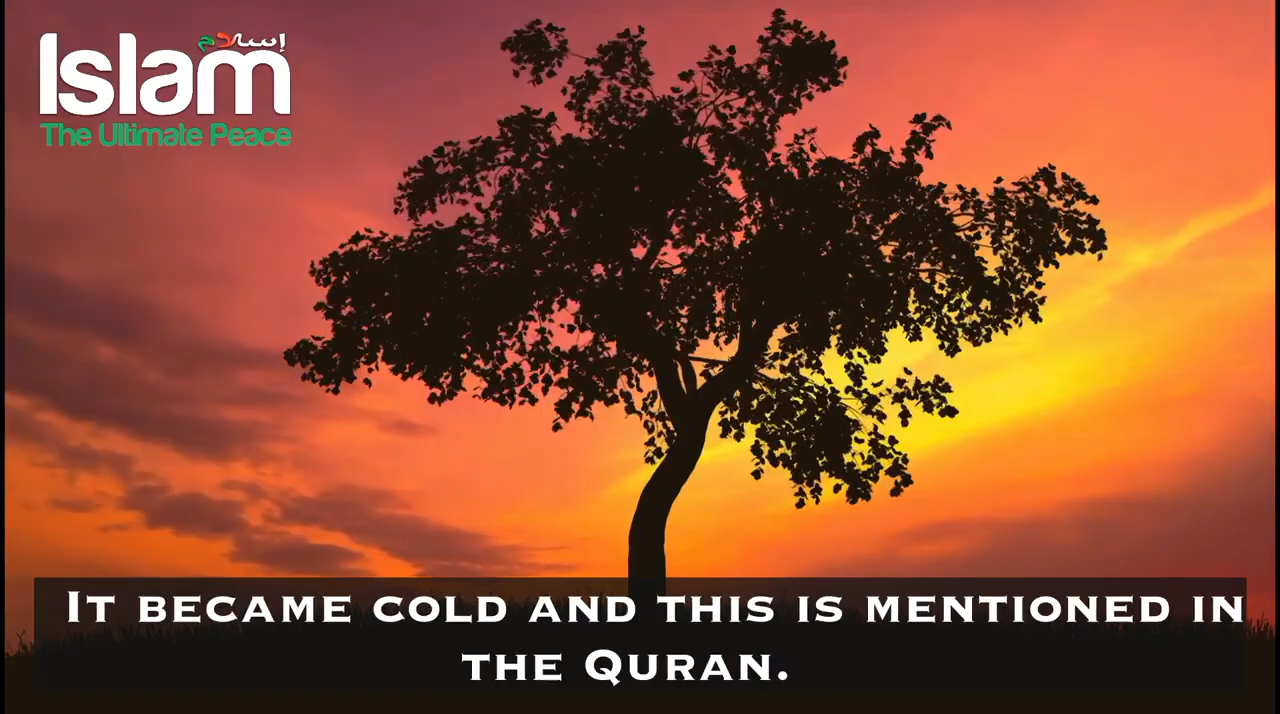 إسلام
Islam
The Ultimate Peace
It became cold and this is mentioned in
the Quran.